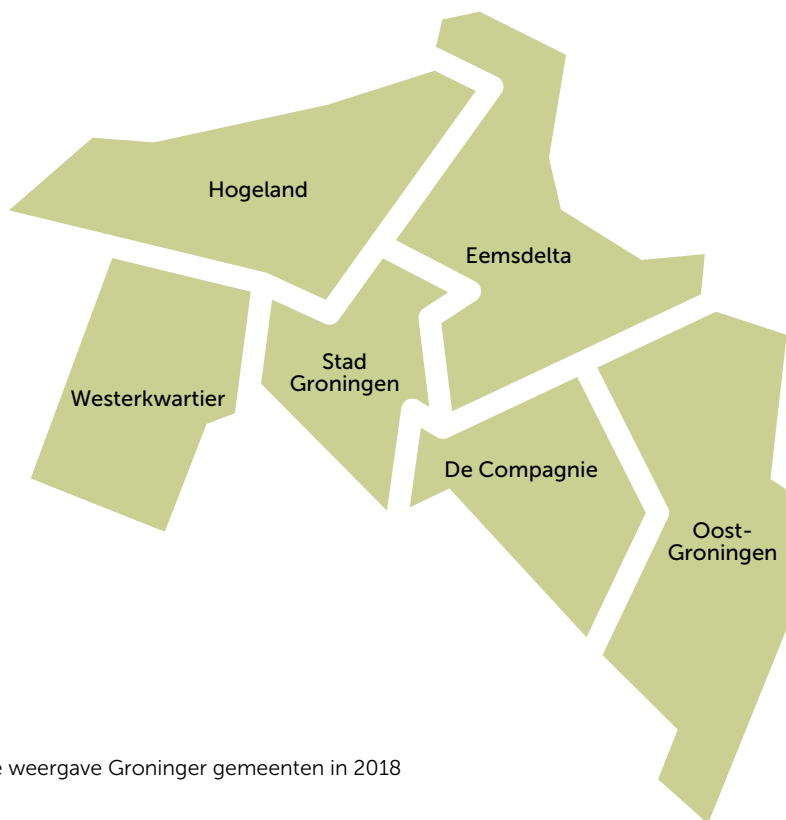 Hogeland
Eemsdelta
Stad
Groningen
Westerkwartier
De Compagnie
Oost-
Groningen
e weergave Groninger gemeenten in 2018